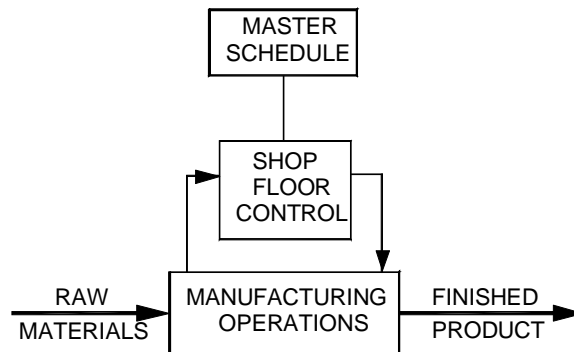 MASTER
SCHEDULE
SHOP
FLOOR
CONTROL
RAW
MATERIALS
MANUFACTURING
OPERATIONS
FINISHED
PRODUCT